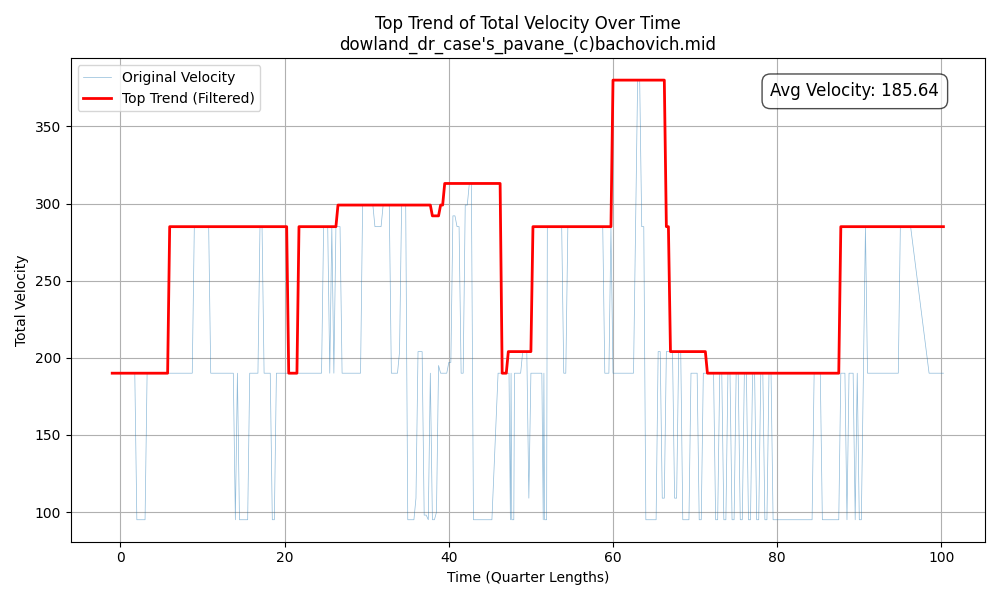 Top Trend of Total Velocity Over Time
dowland_dr_case's_pavane_(c)bachovich.mid
Original Velocity
Top Trend (Filtered)
Avg Velocity: 185.64
Total Velocity
350
300
250
200
150
100
0 20 40 60 80 100
Time (Quarter Lengths)